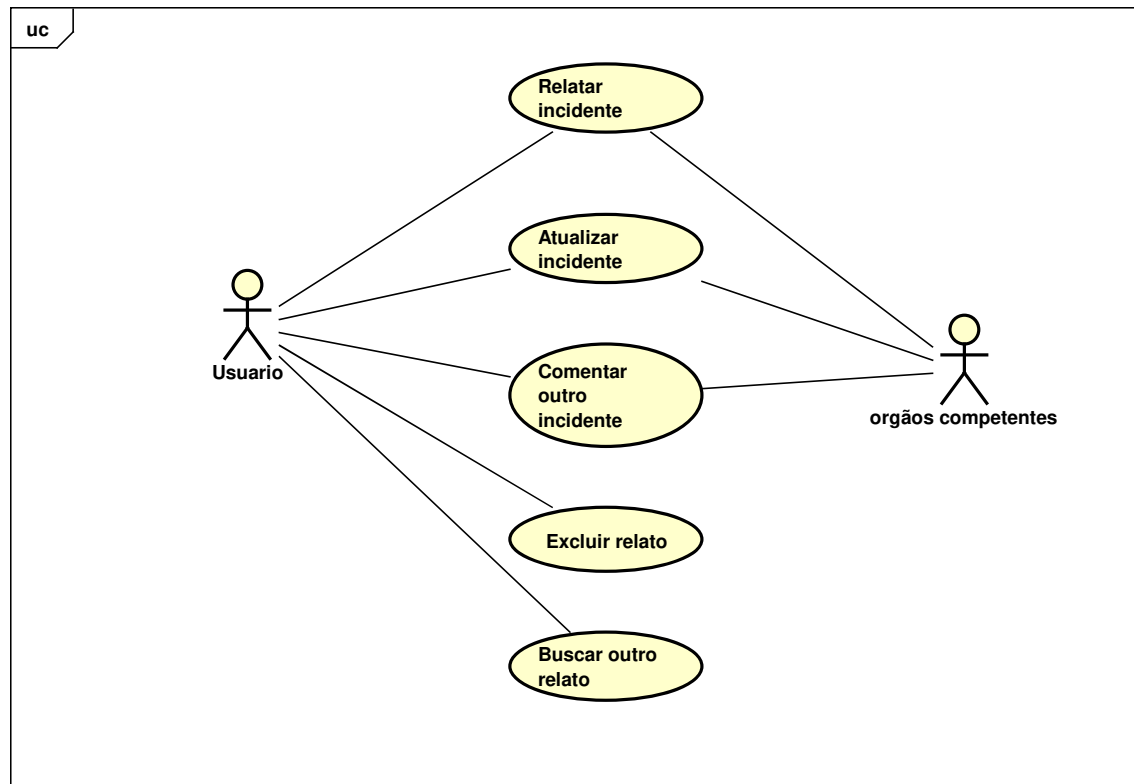 uc
Relatar
incidente
Atualizar
incidente
Usuario
Comentar
outro
incidente
orgãos competentes
Excluir relato
Buscar outro
relato